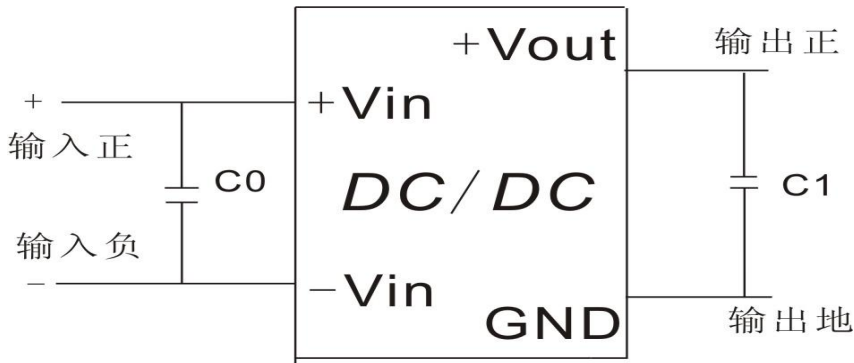 +Vout
输出正
+
+Vin
输入正
C0
DC/DC
C1
输入负
−
−Vin
GND
输出地